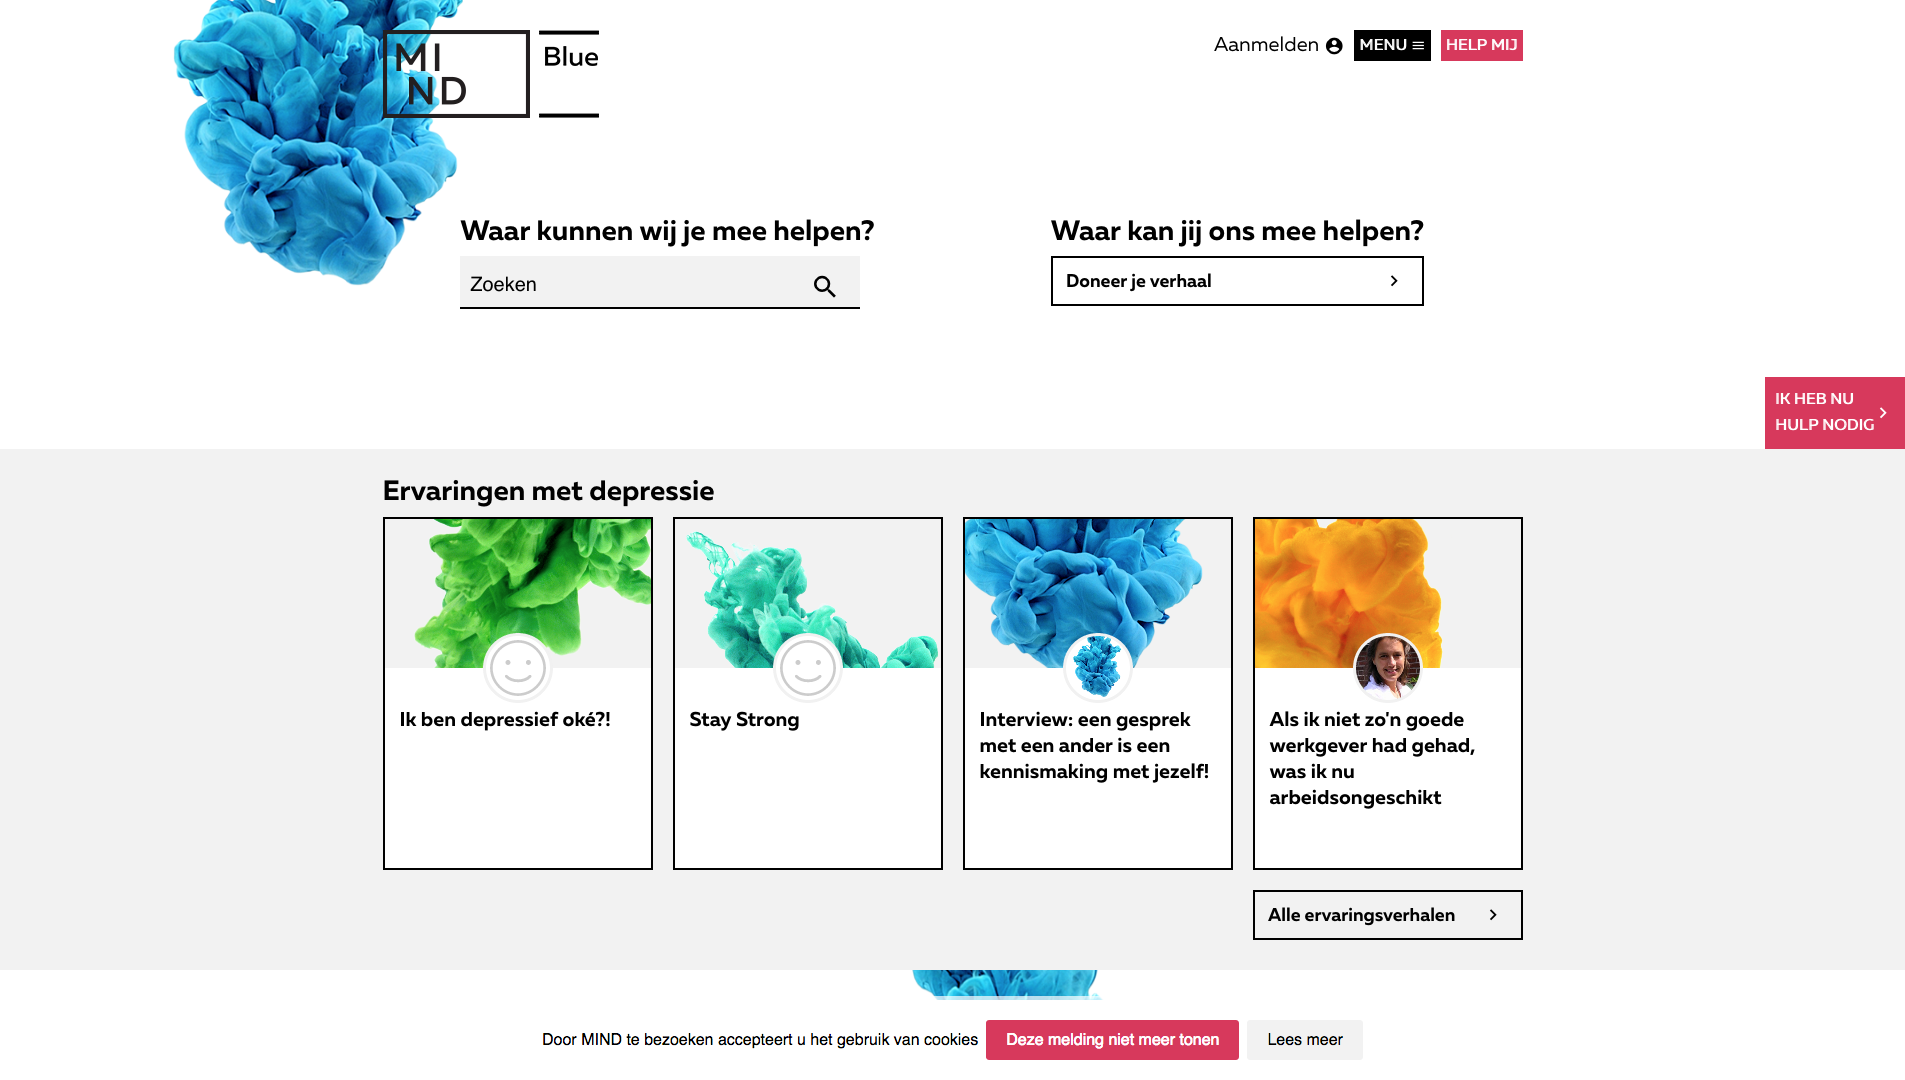 MI
ND
Blue
Aanmelden
MENU
HELP MIJ
Waar kunnen wij je mee helpen?
Zoeken
Waar kan jij ons mee helpen?
Doneer je verhaal
IK HEB NU
HULP NODIG
Ervaringen met depressie
Ik ben depressief oké?!
Stay Strong
Interview: een gesprek
met een ander is een
kennismaking met jezelf!
Als ik niet zo'n goede
werkgever had gehad,
was ik nu
arbeidsongeschikt
Alle ervaringsverhalen
Door MIND te bezoeken accepteert u het gebruik van cookies
Deze melding niet meer tonen
Lees meer